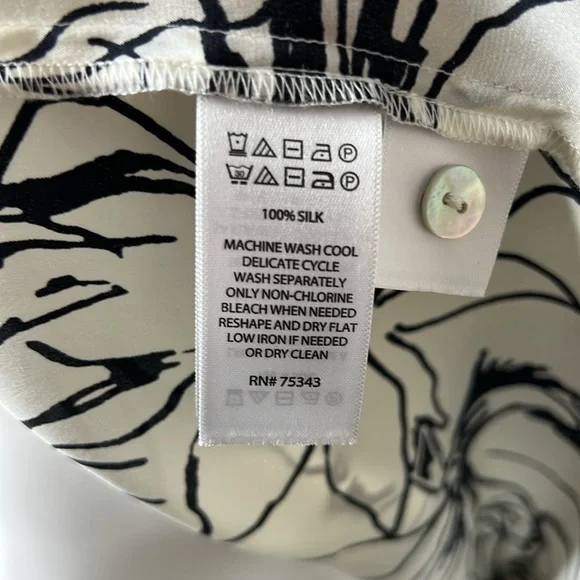 P
30 P
100% SILK
MACHINE WASH COOL
DELICATE CYCLE
WASH SEPARATELY
ONLY NON-CHLORINE
BLEACH WHEN NEEDED
RESHAPE AND DRY FLAT
LOW IRON IF NEEDED
OR DRY CLEAN
RN# 75343